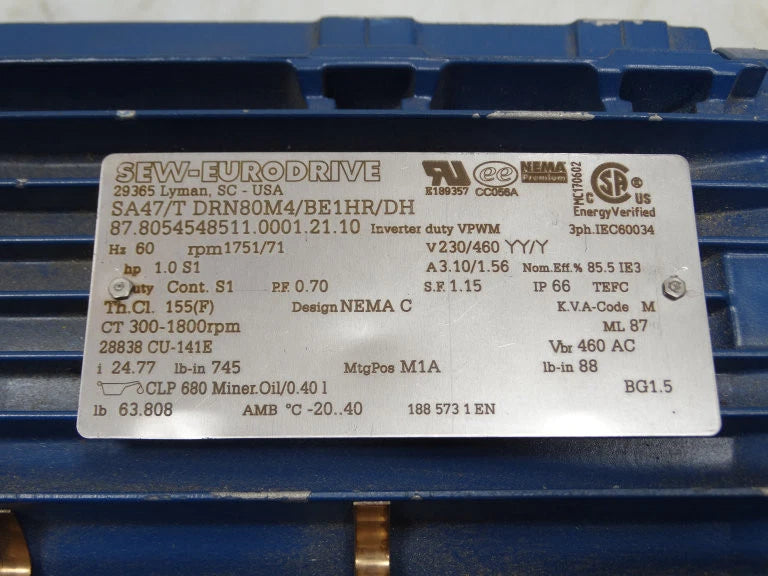 SEW-EURODRIVE
29365 Lyman, SC - USA
E189357 CC056A NEMA Premium
MC170602
C US
EnergyVerified
SA47/T DRN80M4/BE1HR/DH
87.8054548511.0001.21.10 Inverter duty VPWM 3ph.IEC60034
Hz 60 rpm 1751/71 V 230/460 YY/Y
hp 1.0 S1 A 3.10/1.56 Nom.Eff.% 85.5 IE3
uty Cont. S1 P.F. 0.70 S.F. 1.15 IP 66 TEFC
Th.Cl. 155(F) Design NEMA C K.V.A-Code M
CT 300-1800rpm ML 87
28838 CU-141E Vbr 460 AC
i 24.77 lb-in 745 MtgPos M1A lb-in 88
CLP 680 Miner.Oil/0.40 l BG1.5
lb 63.808 AMB °C -20..40 188 573 1 EN